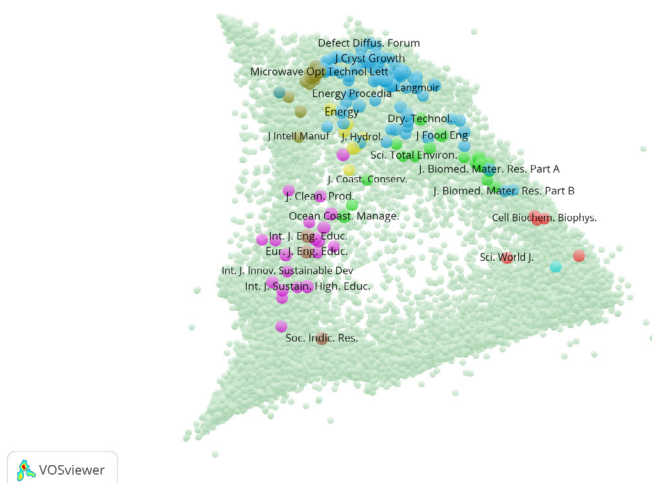 Defect Diffus. Forum
J Cryst Growth
Microwave Opt Technol Lett
Langmuir
Energy Procedia
Energy
Dry. Technol.
J Intell Manuf
J. Hydrol.
J Food Eng
Sci. Total Environ.
J. Biomed. Mater. Res. Part A
J. Coast. Conserv.
J. Biomed. Mater. Res. Part B
J. Clean. Prod.
Ocean Coast. Manage.
Cell Biochem. Biophys.
Int. J. Eng. Educ.
Eur. J. Eng. Educ.
Sci. World J.
Int. J. Innov. Sustainable Dev
Int. J. Sustain. High. Educ.
Soc. Indic. Res.
VOSviewer